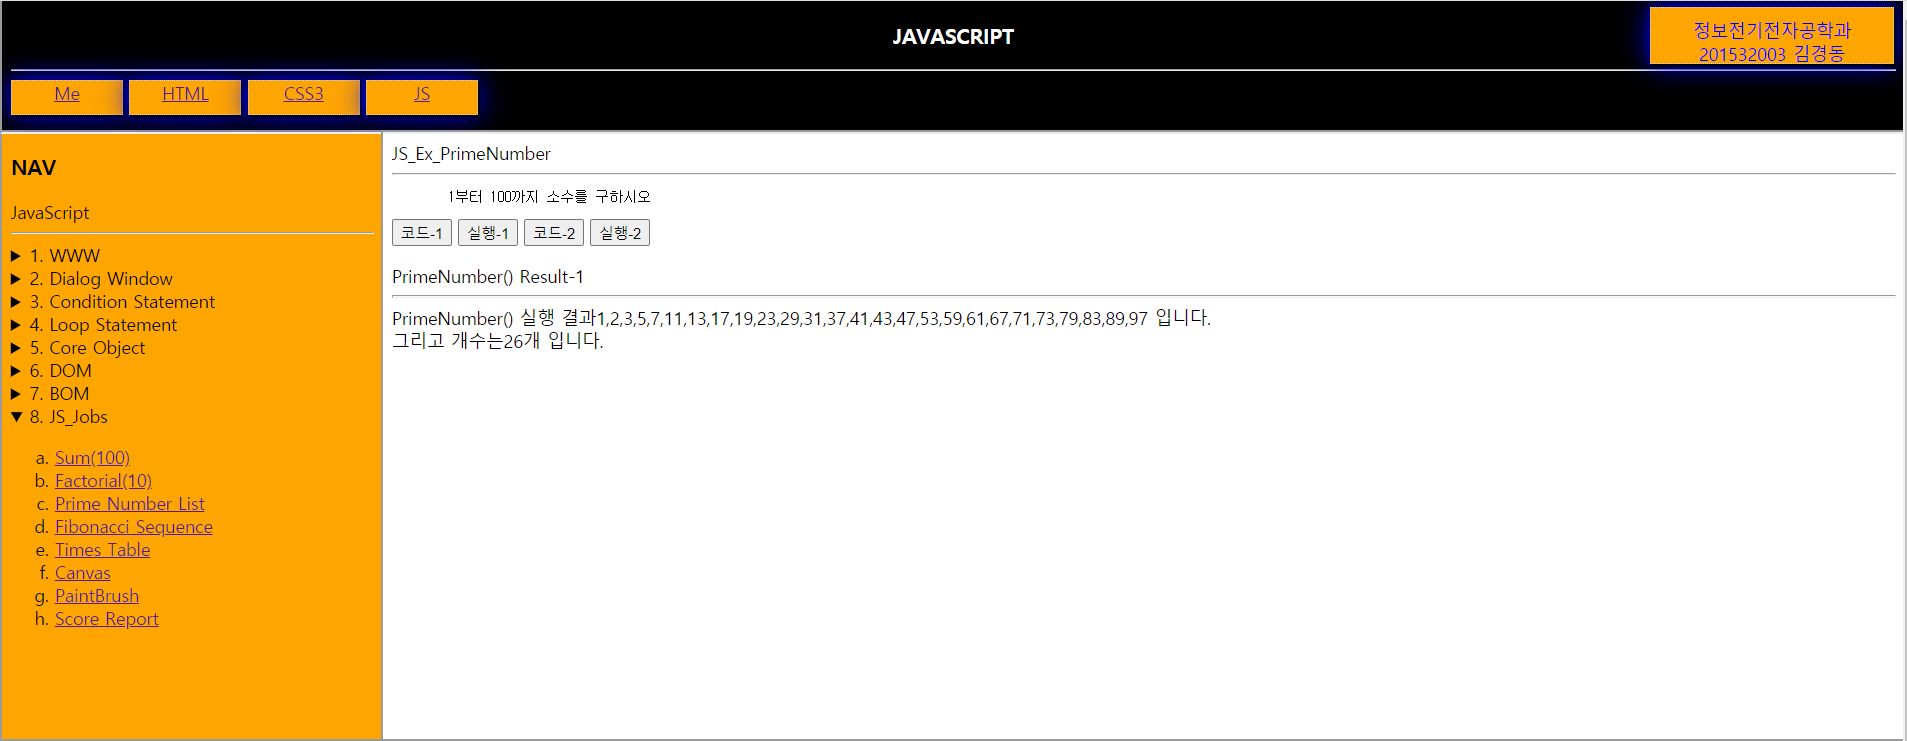 JAVASCRIPT
정보전기전자공학과
201532003 김경동
Me HTML CSS3 JS
NAV
JavaScript
1. WWW
2. Dialog Window
3. Condition Statement
4. Loop Statement
5. Core Object
6. DOM
7. BOM
8. JS_Jobs
a. Sum(100)
b. Factorial(10)
c. Prime Number List
d. Fibonacci Sequence
e. Times Table
f. Canvas
g. PaintBrush
h. Score Report
JS_Ex_PrimeNumber
1부터 100까지 소수를 구하시오
코드-1 실행-1 코드-2 실행-2
PrimeNumber() Result-1
PrimeNumber() 실행 결과1,2,3,5,7,11,13,17,19,23,29,31,37,41,43,47,53,59,61,67,71,73,79,83,89,97 입니다.
그리고 개수는26개 입니다.